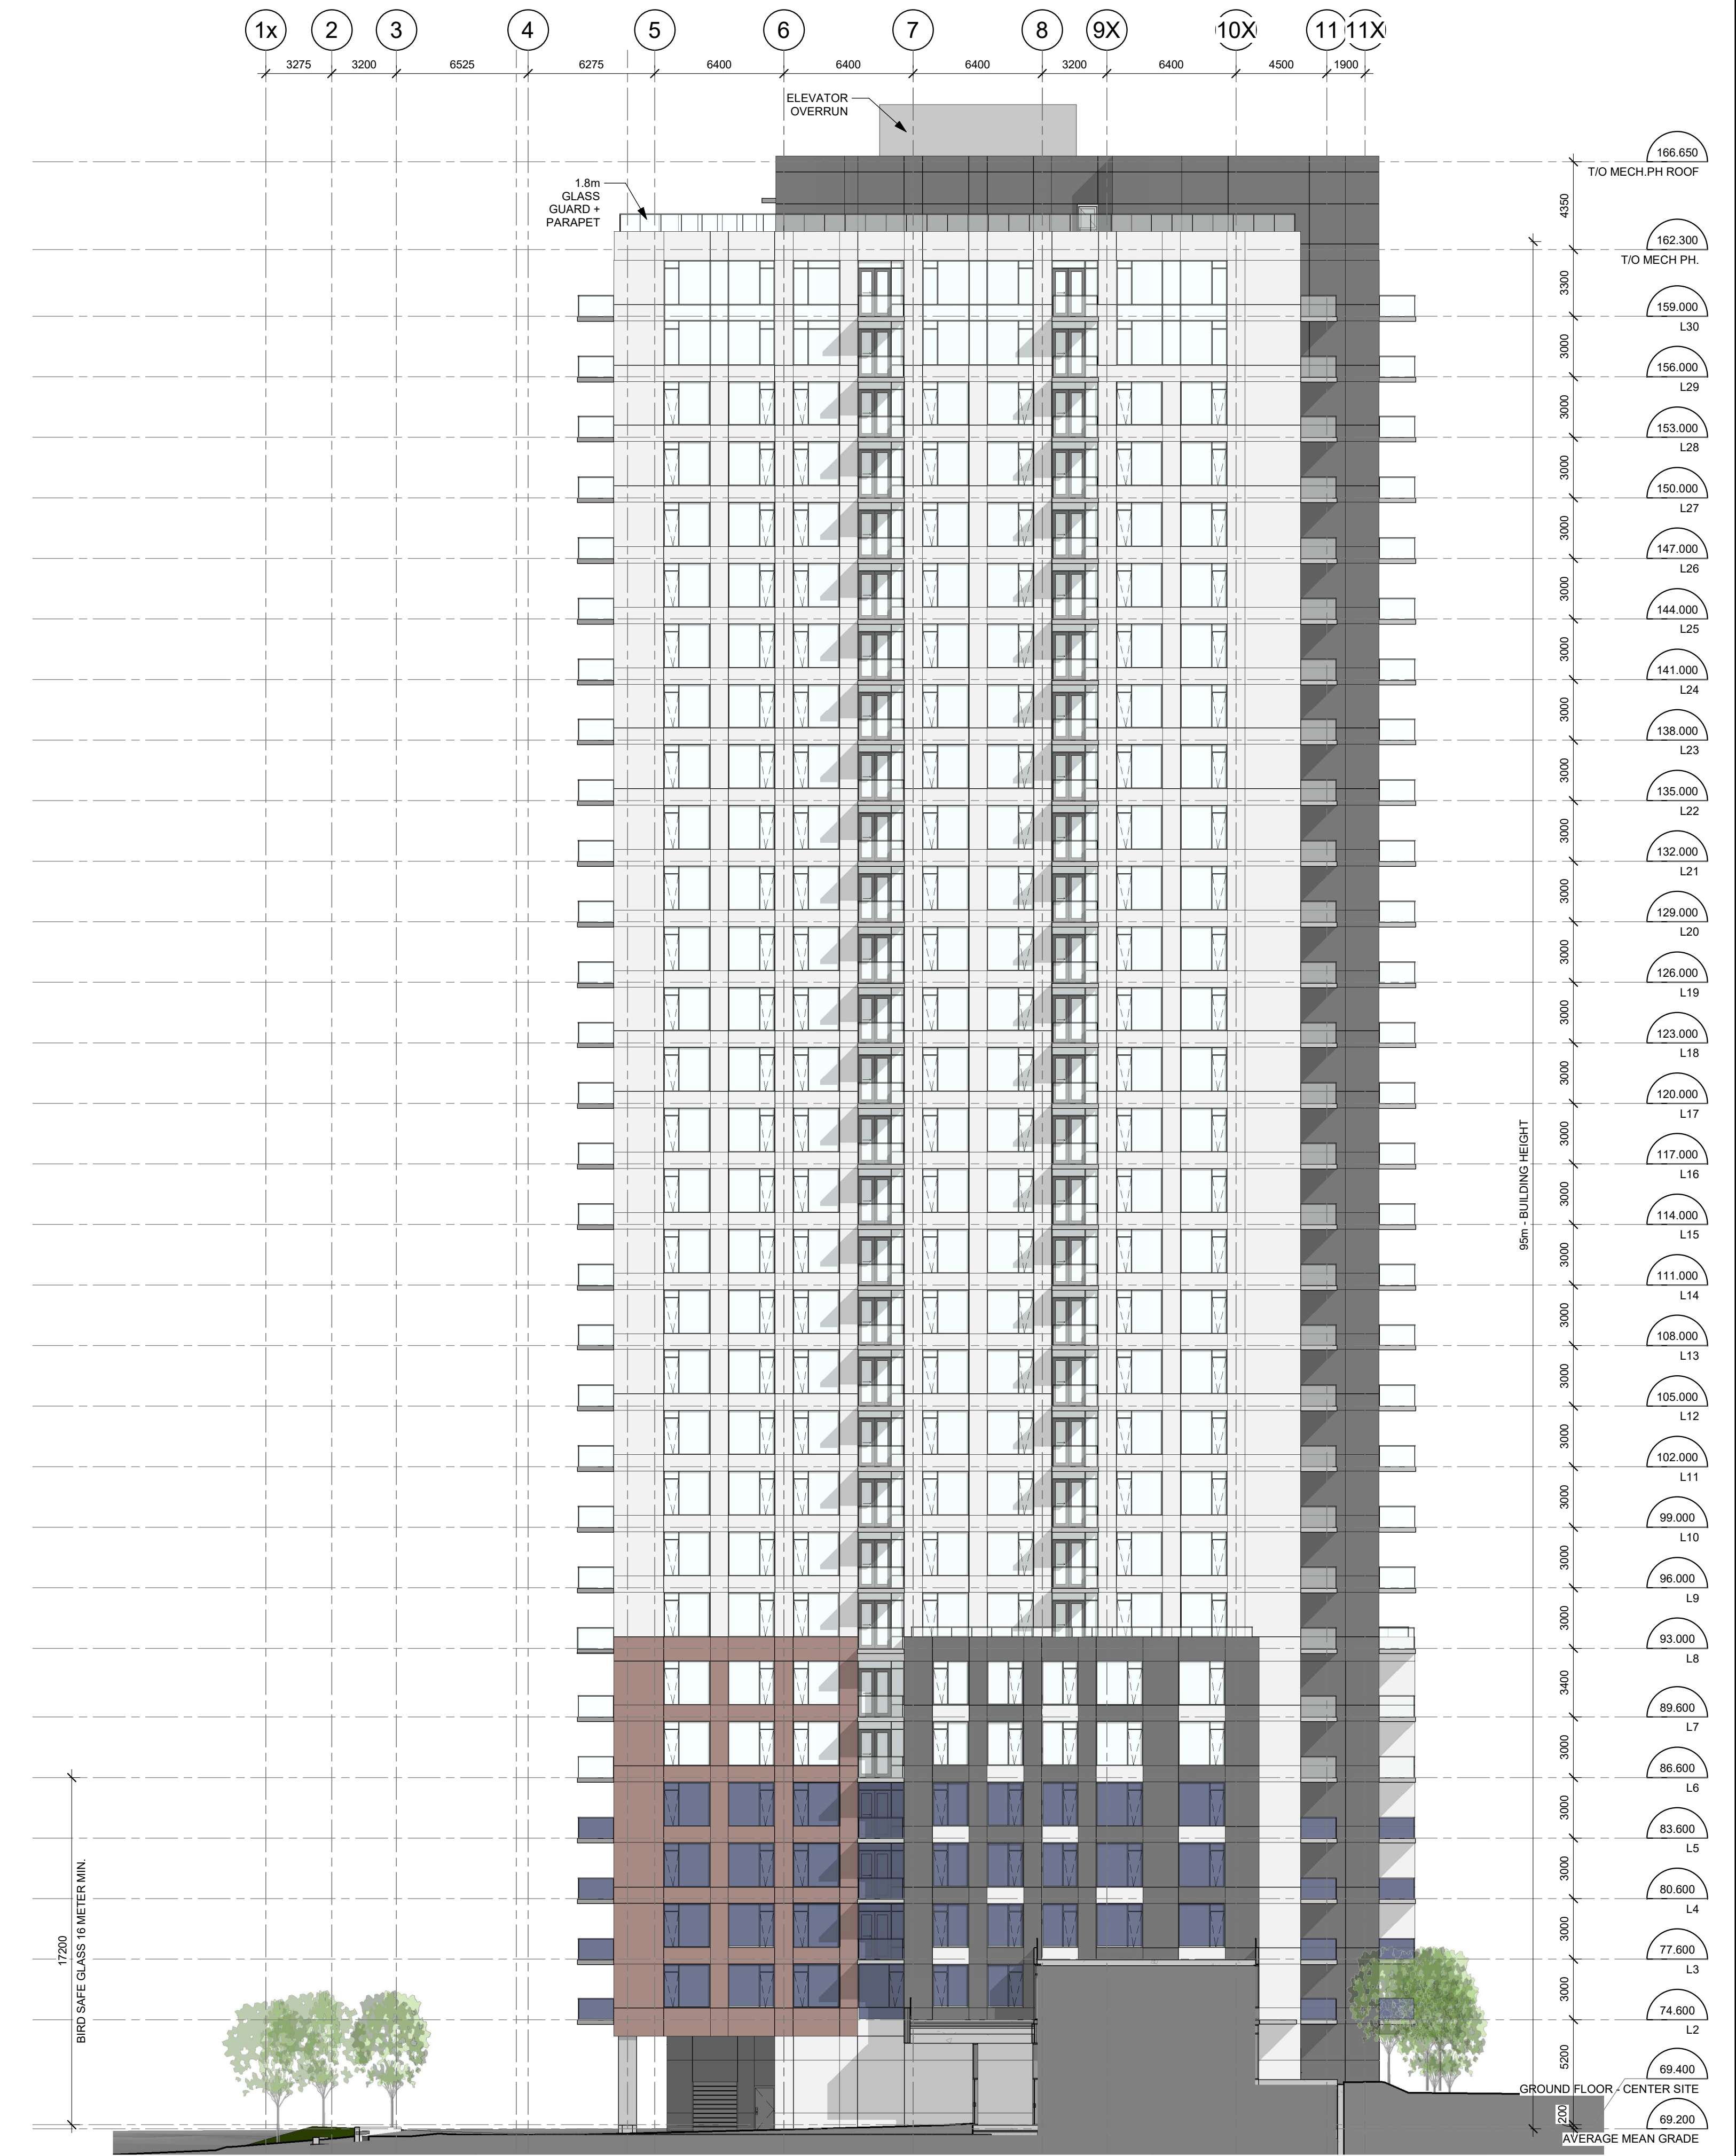 1x 2 3 4 5 6 7 8 9X 10X 11 11X
3275 3200 6525 6275 6400 6400 6400 3200 6400 4500 1900
ELEVATOR
OVERRUN
1.8m
GLASS
GUARD +
PARAPET
166.650
T/O MECH.PH ROOF
4350
162.300
T/O MECH PH.
3300
159.000
L30
3000
156.000
L29
3000
153.000
L28
3000
150.000
L27
3000
147.000
L26
3000
144.000
L25
3000
141.000
L24
3000
138.000
L23
3000
135.000
L22
3000
132.000
L21
3000
129.000
L20
3000
126.000
L19
3000
123.000
L18
3000
120.000
L17
3000
117.000
L16
3000
114.000
L15
3000
111.000
L14
3000
108.000
L13
3000
105.000
L12
3000
102.000
L11
3000
99.000
L10
3000
96.000
L9
3000
93.000
L8
3400
89.600
L7
3000
86.600
L6
3000
83.600
L5
3000
80.600
L4
3000
77.600
L3
3000
74.600
L2
5200
69.400
GROUND FLOOR - CENTER SITE
200
69.200
AVERAGE MEAN GRADE
95m - BUILDING HEIGHT
17200
BIRD SAFE GLASS 16 METER MIN.